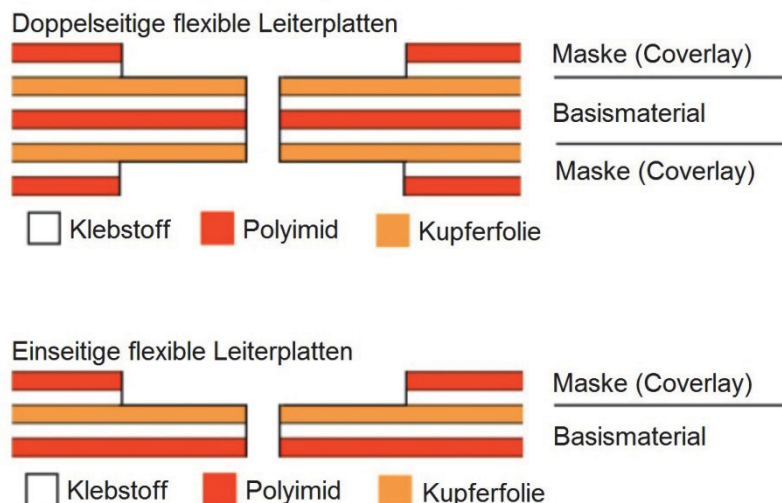 Doppelseitige flexible Leiterplatten
Maske (Coverlay)
Basismaterial
Maske (Coverlay)
Klebstoff Polyimid Kupferfolie
Einseitige flexible Leiterplatten
Maske (Coverlay)
Basismaterial
Klebstoff Polyimid Kupferfolie